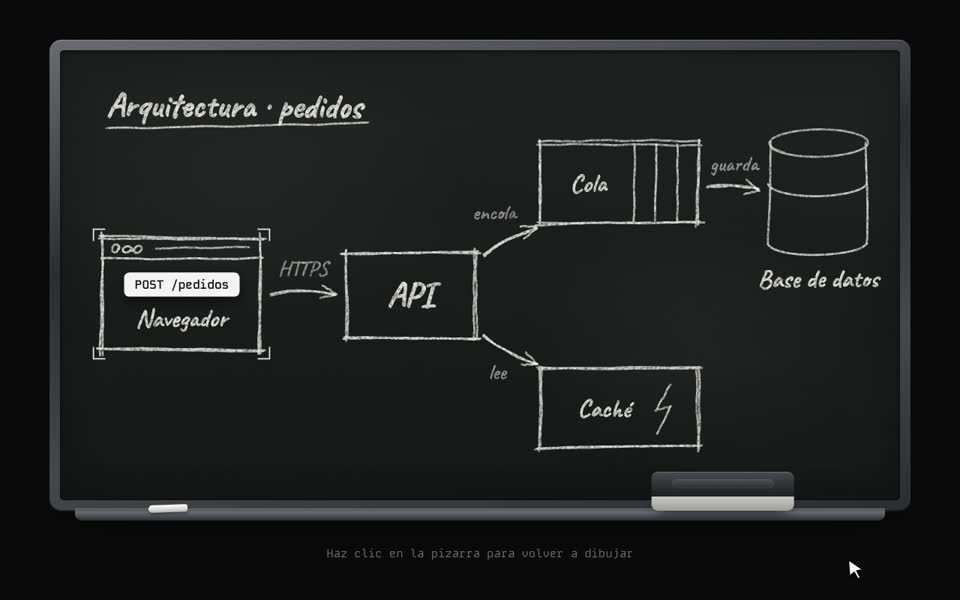 Arquitectura · pedidos
Cola
guarda
encola
HTTPS
POST /pedidos
Navegador
API
Base de datos
lee
Caché
Haz clic en la pizarra para volver a dibujar